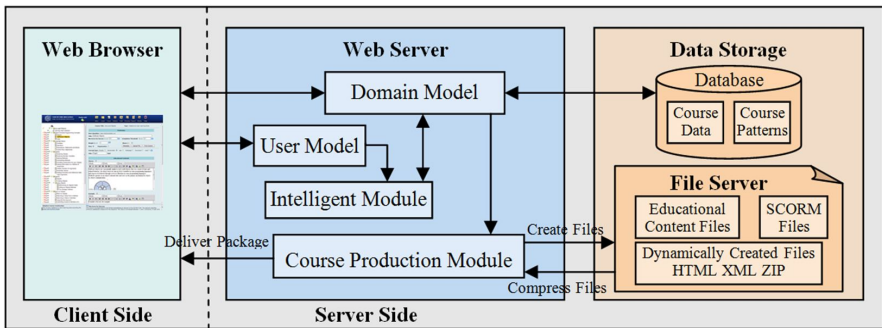 Web Browser
Web Server
Data Storage
Domain Model
Database
Course
Data
Course
Patterns
User Model
Intelligent Module
File Server
Educational
Content Files
SCORM
Files
Deliver Package
Course Production Module
Create Files
Dynamically Created Files
HTML XML ZIP
Compress Files
Client Side
Server Side